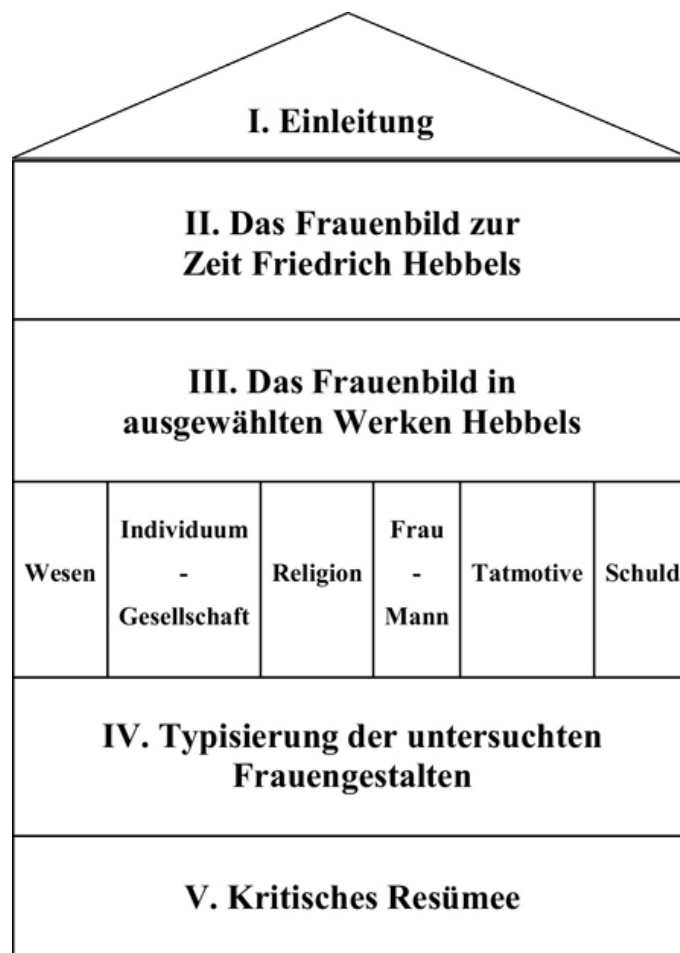 I. Einleitung
II. Das Frauenbild zur
Zeit Friedrich Hebbels
III. Das Frauenbild in
ausgewählten Werken Hebbels
Wesen
Individuum
-
Gesellschaft
Religion
Frau
-
Mann
Tatmotive
Schuld
IV. Typisierung der untersuchten
Frauengestalten
V. Kritisches Resümee